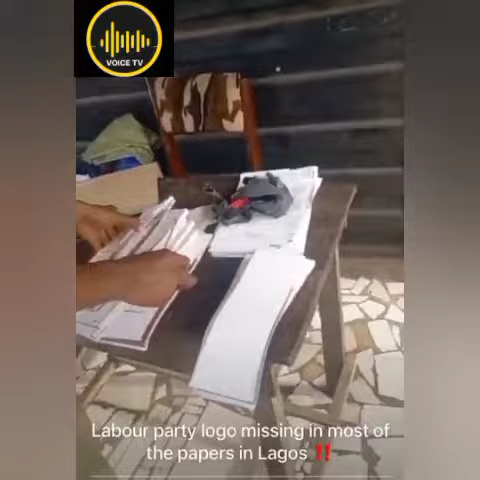 VOICE TV
Labour party logo missing in most of
the papers in Lagos ‼️